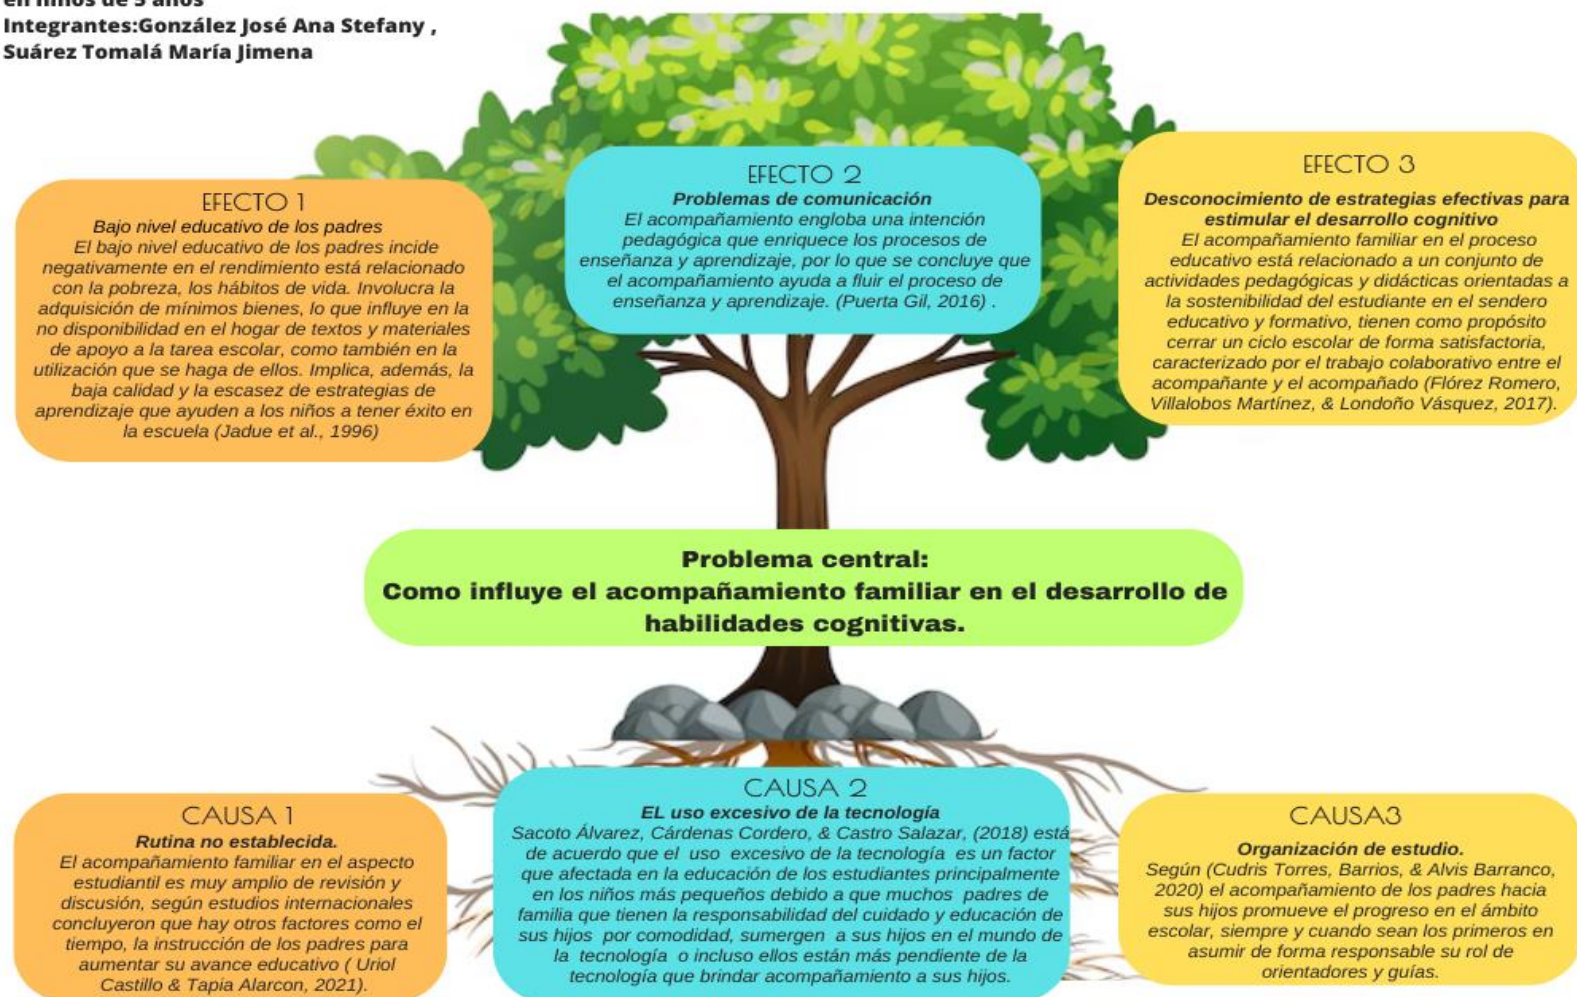 en niños de 5 años
Integrantes:González José Ana Stefany ,
Suárez Tomalá María Jimena
EFECTO 1
Bajo nivel educativo de los padres
El bajo nivel educativo de los padres incide
negativamente en el rendimiento está relacionado
con la pobreza, los hábitos de vida. Involucra la
adquisición de mínimos bienes, lo que influye en la
no disponibilidad en el hogar de textos y materiales
de apoyo a la tarea escolar, como también en la
utilización que se haga de ellos. Implica, además, la
baja calidad y la escasez de estrategias de
aprendizaje que ayuden a los niños a tener éxito en
la escuela (Jadue et al., 1996)
EFECTO 2
Problemas de comunicación
El acompañamiento engloba una intención
pedagógica que enriquece los procesos de
enseñanza y aprendizaje, por lo que se concluye que
el acompañamiento ayuda a fluir el proceso de
enseñanza y aprendizaje. (Puerta Gil, 2016) .
EFECTO 3
Desconocimiento de estrategias efectivas para
estimular el desarrollo cognitivo
El acompañamiento familiar en el proceso
educativo está relacionado a un conjunto de
actividades pedagógicas y didácticas orientadas a
la sostenibilidad del estudiante en el sendero
educativo y formativo, tienen como propósito
cerrar un ciclo escolar de forma satisfactoria,
caracterizado por el trabajo colaborativo entre el
acompañante y el acompañado (Flórez Romero,
Villalobos Martínez, & Londoño Vásquez, 2017).
Problema central:
Como influye el acompañamiento familiar en el desarrollo de
habilidades cognitivas.
CAUSA 1
Rutina no establecida.
El acompañamiento familiar en el aspecto
estudiantil es muy amplio de revisión y
discusión, según estudios internacionales
concluyeron que hay otros factores como el
tiempo, la instrucción de los padres para
aumentar su avance educativo ( Uriol
Castillo & Tapia Alarcon, 2021).
CAUSA 2
EL uso excesivo de la tecnología
Sacoto Álvarez, Cárdenas Cordero, & Castro Salazar, (2018) está
de acuerdo que el uso excesivo de la tecnología es un factor
que afectada en la educación de los estudiantes principalmente
en los niños más pequeños debido a que muchos padres de
familia que tienen la responsabilidad del cuidado y educación de
sus hijos por comodidad, sumergen a sus hijos en el mundo de
la tecnología o incluso ellos están más pendiente de la
tecnología que brindar acompañamiento a sus hijos.
CAUSA3
Organización de estudio.
Según (Cudris Torres, Barrios, & Alvis Barranco,
2020) el acompañamiento de los padres hacia
sus hijos promueve el progreso en el ámbito
escolar, siempre y cuando sean los primeros en
asumir de forma responsable su rol de
orientadores y guías.